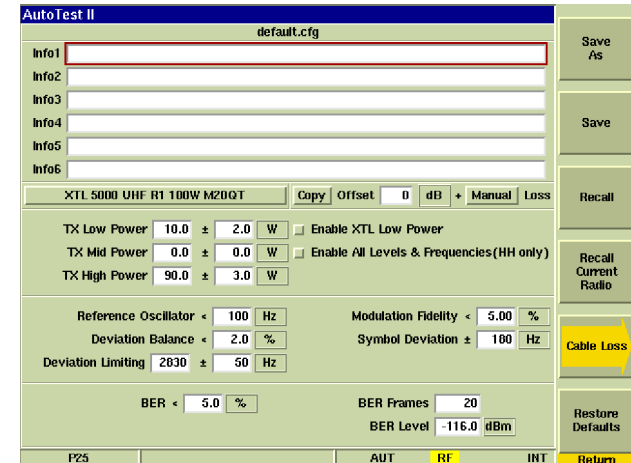 AutoTest II
default.cfg
Info1
Info2
Info3
Info4
Info5
Info6
XTL 5000 UHF R1 100W M20QT Copy Offset 0 dB + Manual Loss
TX Low Power 10.0 ± 2.0 W Enable XTL Low Power
TX Mid Power 0.0 ± 0.0 W Enable All Levels & Frequencies(HH only)
TX High Power 90.0 ± 3.0 W
Reference Oscillator < 100 Hz Modulation Fidelity < 5.00 %
Deviation Balance < 2.0 % Symbol Deviation ± 180 Hz
Deviation Limiting 2830 ± 50 Hz
BER < 5.0 % BER Frames 20
BER Level -116.0 dBm
P25 AUT RF INT
Save
As
Save
Recall
Recall
Current
Radio
Cable Loss
Restore
Defaults
Return